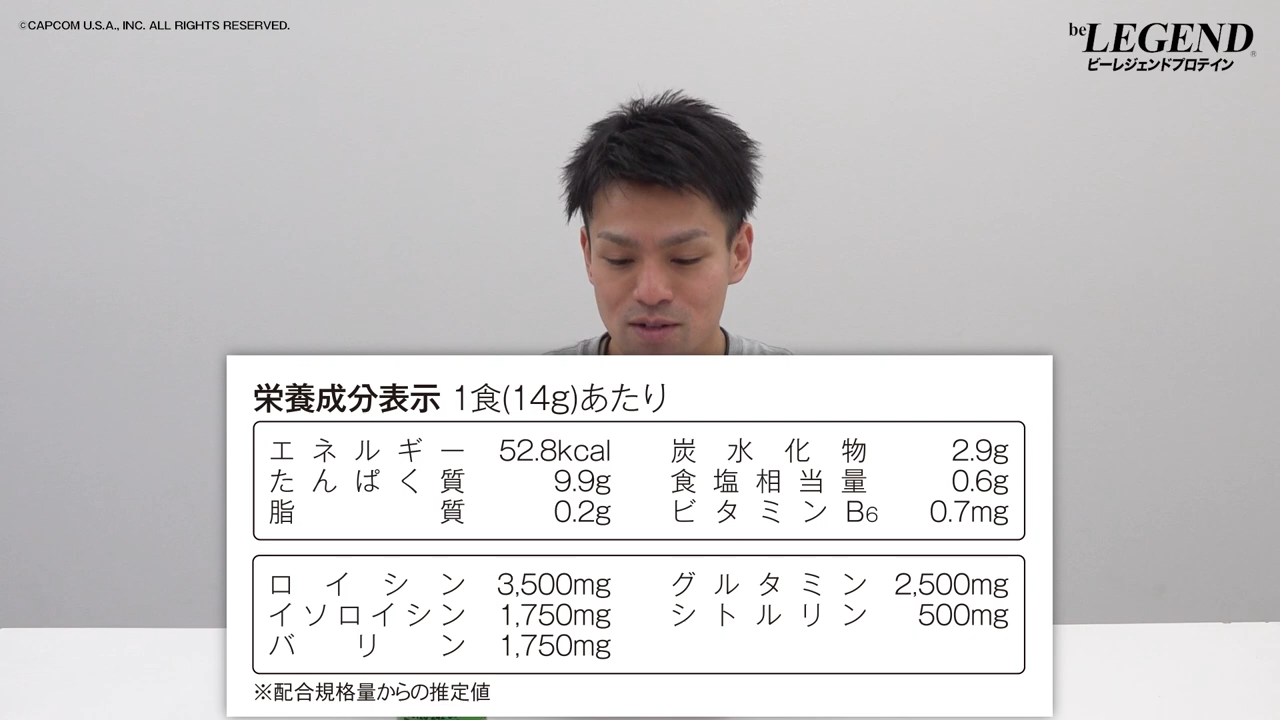 ©CAPCOM U.S.A., INC. ALL RIGHTS RESERVED.
be LEGEND®
ビーレジェンドプロテイン
栄養成分表示 1食(14g)あたり
エネルギー 52.8kcal 炭水化物 2.9g
たんぱく質 9.9g 食塩相当量 0.6g
脂質 0.2g ビタミンB6 0.7mg
ロイシン 3,500mg グルタミン 2,500mg
イソロイシン 1,750mg シトルリン 500mg
バリン 1,750mg
※配合規格量からの推定値